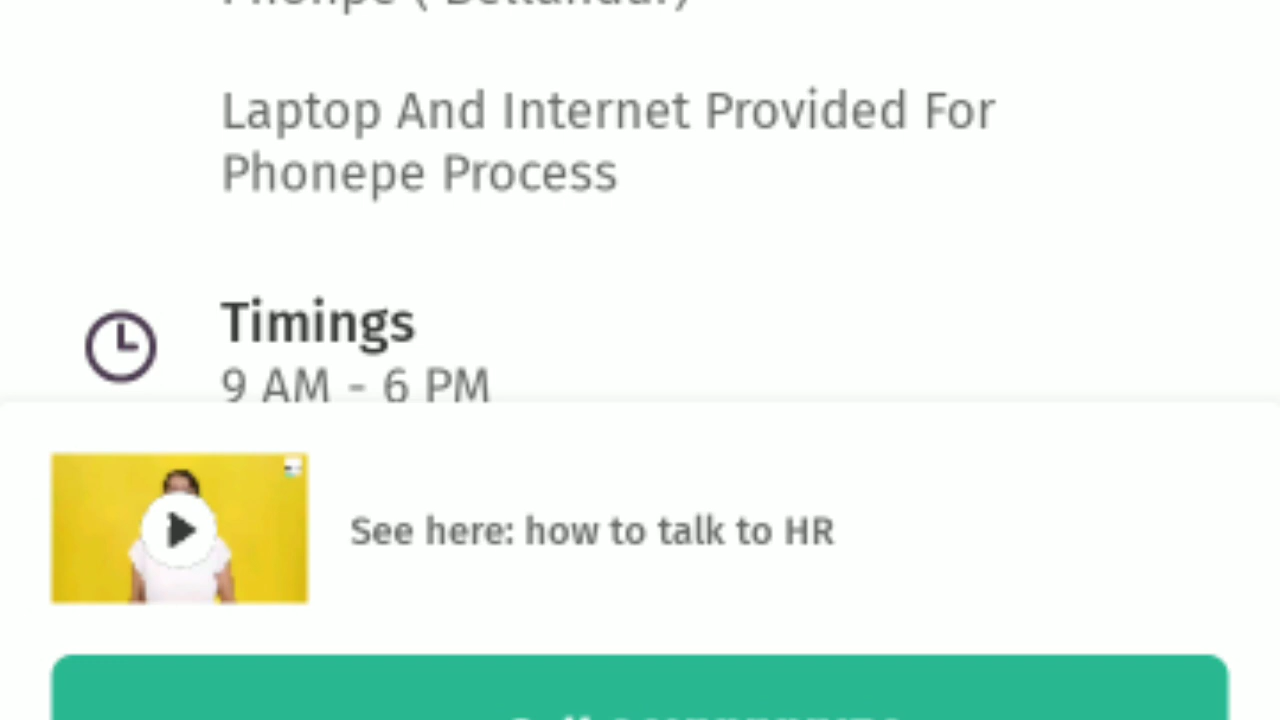 Laptop And Internet Provided For
Phonepe Process
Timings
9 AM - 6 PM
See here: how to talk to HR